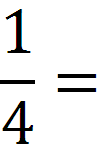 1/4 =